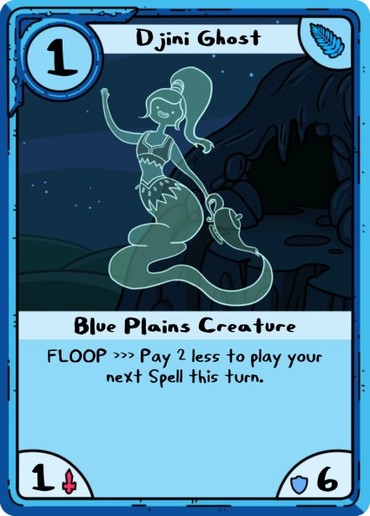 1
Djini Ghost
Blue Plains Creature
FLOOP >>> Pay 2 less to play your
next Spell this turn.
1
6